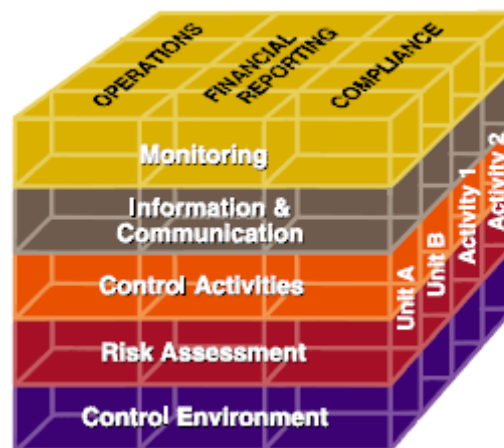 OPERATIONS
FINANCIAL
REPORTING
COMPLIANCE
Monitoring
Information &
Communication
Control Activities
Risk Assessment
Control Environment
Unit A
Unit B
Activity 1
Activity 2